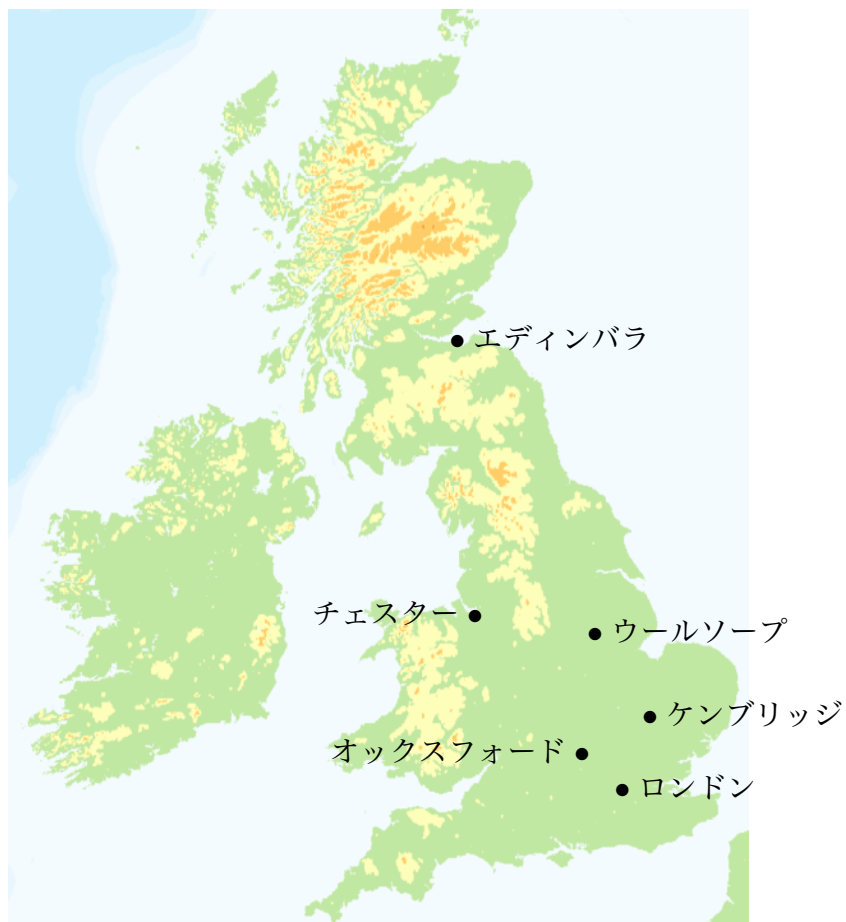 エディンバラ
チェスター
ウールソープ
ケンブリッジ
オックスフォード
ロンドン